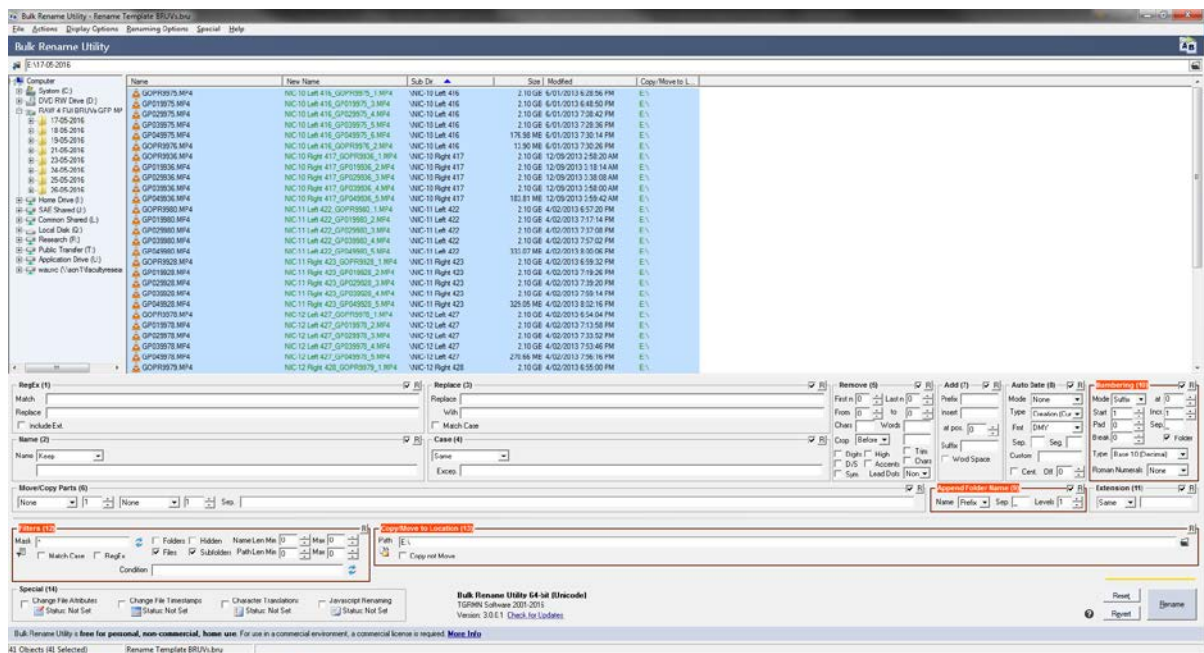 Bulk Rename Utility - Rename Template BRUVs.bru
File Actions Display Options Renaming Options Special Help
Bulk Rename Utility
E:\17-05-2016
Computer
System (C:)
DVD RW Drive (D:)
17-05-2016
18-05-2016
19-05-2016
21-05-2016
23-05-2016
24-05-2016
25-05-2016
26-05-2016
Home Drive (I:)
SAE Shared (J:)
Common Shared (L:)
Local Disk (Q:)
Research (R:)
Public Transfer (T:)
Application Drive (U:)
Name New Name Sub Dir Size Modified Copy/Move to L...
GOPR9975.MP4 NIC-10 Left 416_GOPR9975_1.MP4 \NIC-10 Left 416 2.10 GB 6/01/2013 6:28:56 PM E:\
GP019975.MP4 NIC-10 Left 416_GP019975_3.MP4 \NIC-10 Left 416 2.10 GB 6/01/2013 6:48:50 PM E:\
GP029975.MP4 NIC-10 Left 416_GP029975_4.MP4 \NIC-10 Left 416 2.10 GB 6/01/2013 7:08:42 PM E:\
GP039975.MP4 NIC-10 Left 416_GP039975_5.MP4 \NIC-10 Left 416 2.10 GB 6/01/2013 7:28:36 PM E:\
GP049975.MP4 NIC-10 Left 416_GP049975_6.MP4 \NIC-10 Left 416 176.98 MB 6/01/2013 7:30:14 PM E:\
GOPR9976.MP4 NIC-10 Left 416_GOPR9976_2.MP4 \NIC-10 Left 416 13.90 MB 6/01/2013 7:30:26 PM E:\
GOPR9936.MP4 NIC-10 Right 417_GOPR9936_1.MP4 \NIC-10 Right 417 2.10 GB 12/09/2013 2:58:20 AM E:\
GP019936.MP4 NIC-10 Right 417_GP019936_2.MP4 \NIC-10 Right 417 2.10 GB 12/09/2013 3:18:14 AM E:\
GP029936.MP4 NIC-10 Right 417_GP029936_3.MP4 \NIC-10 Right 417 2.10 GB 12/09/2013 3:38:08 AM E:\
GP039936.MP4 NIC-10 Right 417_GP039936_4.MP4 \NIC-10 Right 417 2.10 GB 12/09/2013 3:58:00 AM E:\
GP049936.MP4 NIC-10 Right 417_GP049936_5.MP4 \NIC-10 Right 417 183.81 MB 12/09/2013 3:59:42 AM E:\
GOPR9980.MP4 NIC-11 Left 422_GOPR9980_1.MP4 \NIC-11 Left 422 2.10 GB 4/02/2013 6:57:20 PM E:\
GP019980.MP4 NIC-11 Left 422_GP019980_2.MP4 \NIC-11 Left 422 2.10 GB 4/02/2013 7:17:14 PM E:\
GP029980.MP4 NIC-11 Left 422_GP029980_3.MP4 \NIC-11 Left 422 2.10 GB 4/02/2013 7:37:08 PM E:\
GP039980.MP4 NIC-11 Left 422_GP039980_4.MP4 \NIC-11 Left 422 2.10 GB 4/02/2013 7:57:02 PM E:\
GP049980.MP4 NIC-11 Left 422_GP049980_5.MP4 \NIC-11 Left 422 333.07 MB 4/02/2013 8:00:06 PM E:\
GOPR9928.MP4 NIC-11 Right 423_GOPR9928_1.MP4 \NIC-11 Right 423 2.10 GB 4/02/2013 6:59:32 PM E:\
GP019928.MP4 NIC-11 Right 423_GP019928_2.MP4 \NIC-11 Right 423 2.10 GB 4/02/2013 7:19:26 PM E:\
GP029928.MP4 NIC-11 Right 423_GP029928_3.MP4 \NIC-11 Right 423 2.10 GB 4/02/2013 7:39:20 PM E:\
GP039928.MP4 NIC-11 Right 423_GP039928_4.MP4 \NIC-11 Right 423 2.10 GB 4/02/2013 7:59:14 PM E:\
GP049928.MP4 NIC-11 Right 423_GP049928_5.MP4 \NIC-11 Right 423 329.05 MB 4/02/2013 8:02:16 PM E:\
GOPR9978.MP4 NIC-12 Left 427_GOPR9978_1.MP4 \NIC-12 Left 427 2.10 GB 4/02/2013 6:54:04 PM E:\
GP019978.MP4 NIC-12 Left 427_GP019978_2.MP4 \NIC-12 Left 427 2.10 GB 4/02/2013 7:13:58 PM E:\
GP029978.MP4 NIC-12 Left 427_GP029978_3.MP4 \NIC-12 Left 427 2.10 GB 4/02/2013 7:33:52 PM E:\
GP039978.MP4 NIC-12 Left 427_GP039978_4.MP4 \NIC-12 Left 427 2.10 GB 4/02/2013 7:53:46 PM E:\
GP049978.MP4 NIC-12 Left 427_GP049978_5.MP4 \NIC-12 Left 427 270.66 MB 4/02/2013 7:56:16 PM E:\
GOPR9979.MP4 NIC-12 Right 428_GOPR9979_1.MP4 \NIC-12 Right 428 2.10 GB 4/02/2013 6:55:00 PM E:\
RegEx (1) R Replace (3) R Remove (5) R Add (7) R Auto Date (8) R Numbering (10) R
Match Replace First n 0 Last n 0 Prefix Mode None Mode Suffix at 0
Replace With From 0 to 0 Insert Type Creation (Cur Start 1 Incr. 1
Include Ext. Match Case Chars Words at pos. 0 Fmt DMY Pad 0 Sep. _
Name (2) R Case (4) R Crop Before Suffix Sep. Seg. Break 0 Folder
Name Keep Same Digits High Trim Word Space Custom Type Base 10 (Decimal)
Excep. D/S Accents Chars Cent. Off. 0 Roman Numerals None
Sym. Lead Dots Non
Move/Copy Parts (6) R Append Folder Name (9) R Extension (11) R
None 1 None 1 Sep. Name Prefix Sep. _ Levels 1 Same
Filters (12) R Copy/Move to Location (13) R
Mask * Folders Hidden Name Len Min 0 Max 0 Path E:\
Match Case RegEx Files Subfolders Path Len Min 0 Max 0 Copy not Move
Condition
Special (14)
Change File Attributes Change File Timestamps Character Translations Javascript Renaming
Status: Not Set Status: Not Set Status: Not Set Status: Not Set
Bulk Rename Utility 64-bit (Unicode)
TGRMN Software 2001-2016
Version: 3.0.0.1 Check for Updates
Reset
Revert
Rename
Bulk Rename Utility is free for personal, non-commercial, home use. For use in a commercial environment, a commercial license is required. More Info
41 Objects (41 Selected) Rename Template BRUVs.bru